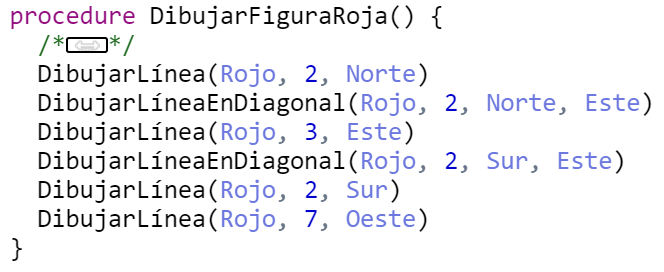 procedure DibujarFiguraRoja() {
/**/
DibujarLínea(Rojo, 2, Norte)
DibujarLíneaEnDiagonal(Rojo, 2, Norte, Este)
DibujarLínea(Rojo, 3, Este)
DibujarLíneaEnDiagonal(Rojo, 2, Sur, Este)
DibujarLínea(Rojo, 2, Sur)
DibujarLínea(Rojo, 7, Oeste)
}